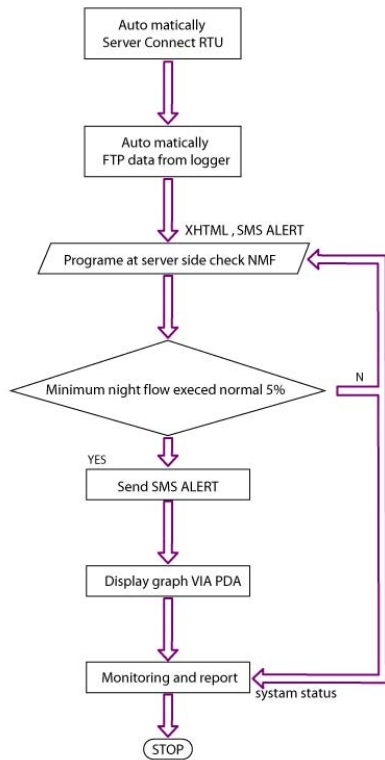 Auto matically
Server Connect RTU
Auto matically
FTP data from logger
XHTML , SMS ALERT
Programe at server side check NMF
Minimum night flow execed normal 5%
N
YES
Send SMS ALERT
Display graph VIA PDA
Monitoring and report
systam status
STOP